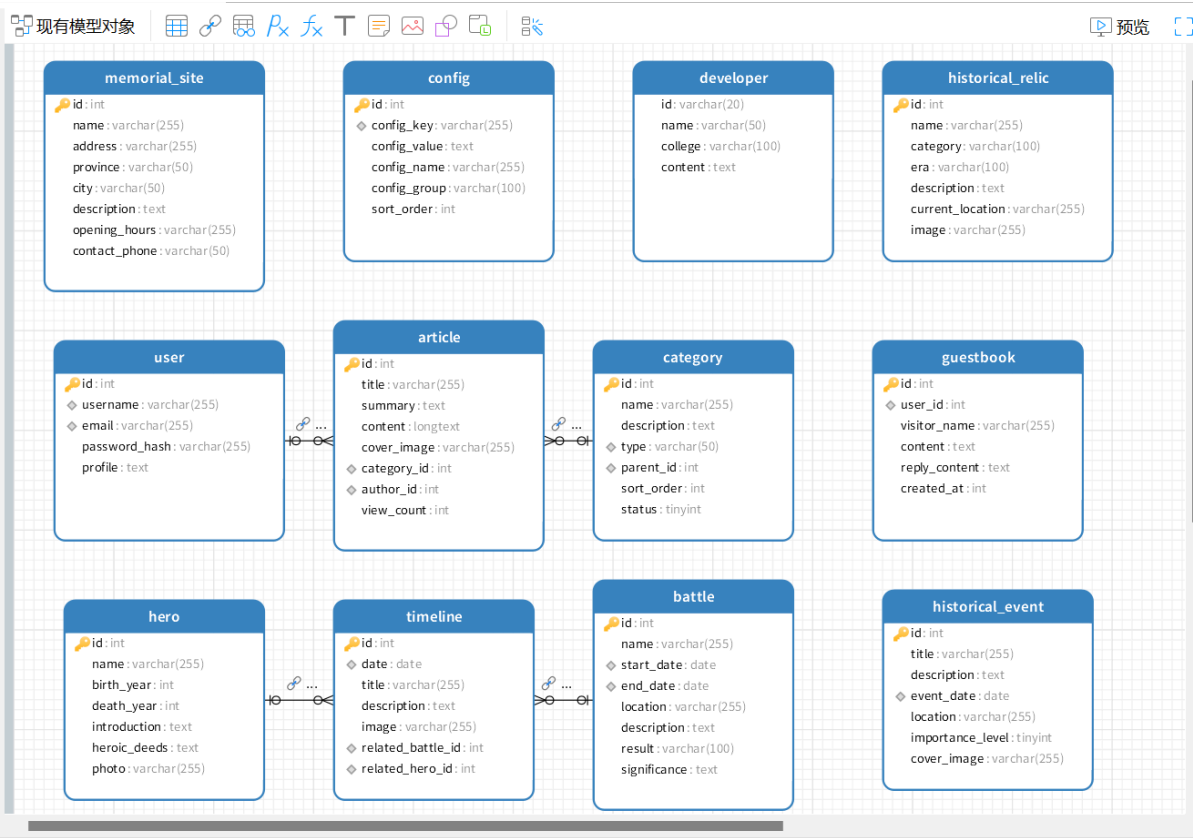 现有模型对象
预览
memorial_site
id: int
name: varchar(255)
address: varchar(255)
province: varchar(50)
city: varchar(50)
description: text
opening_hours: varchar(255)
contact_phone: varchar(50)
config
id: int
config_key: varchar(255)
config_value: text
config_name: varchar(255)
config_group: varchar(100)
sort_order: int
developer
id: varchar(20)
name: varchar(50)
college: varchar(100)
content: text
historical_relic
id: int
name: varchar(255)
category: varchar(100)
era: varchar(100)
description: text
current_location: varchar(255)
image: varchar(255)
user
id: int
username: varchar(255)
email: varchar(255)
password_hash: varchar(255)
profile: text
...
article
id: int
title: varchar(255)
summary: text
content: longtext
cover_image: varchar(255)
category_id: int
author_id: int
view_count: int
...
category
id: int
name: varchar(255)
description: text
type: varchar(50)
parent_id: int
sort_order: int
status: tinyint
guestbook
id: int
user_id: int
visitor_name: varchar(255)
content: text
reply_content: text
created_at: int
hero
id: int
name: varchar(255)
birth_year: int
death_year: int
introduction: text
heroic_deeds: text
photo: varchar(255)
...
timeline
id: int
date: date
title: varchar(255)
description: text
image: varchar(255)
related_battle_id: int
related_hero_id: int
...
battle
id: int
name: varchar(255)
start_date: date
end_date: date
location: varchar(255)
description: text
result: varchar(100)
significance: text
historical_event
id: int
title: varchar(255)
description: text
event_date: date
location: varchar(255)
importance_level: tinyint
cover_image: varchar(255)